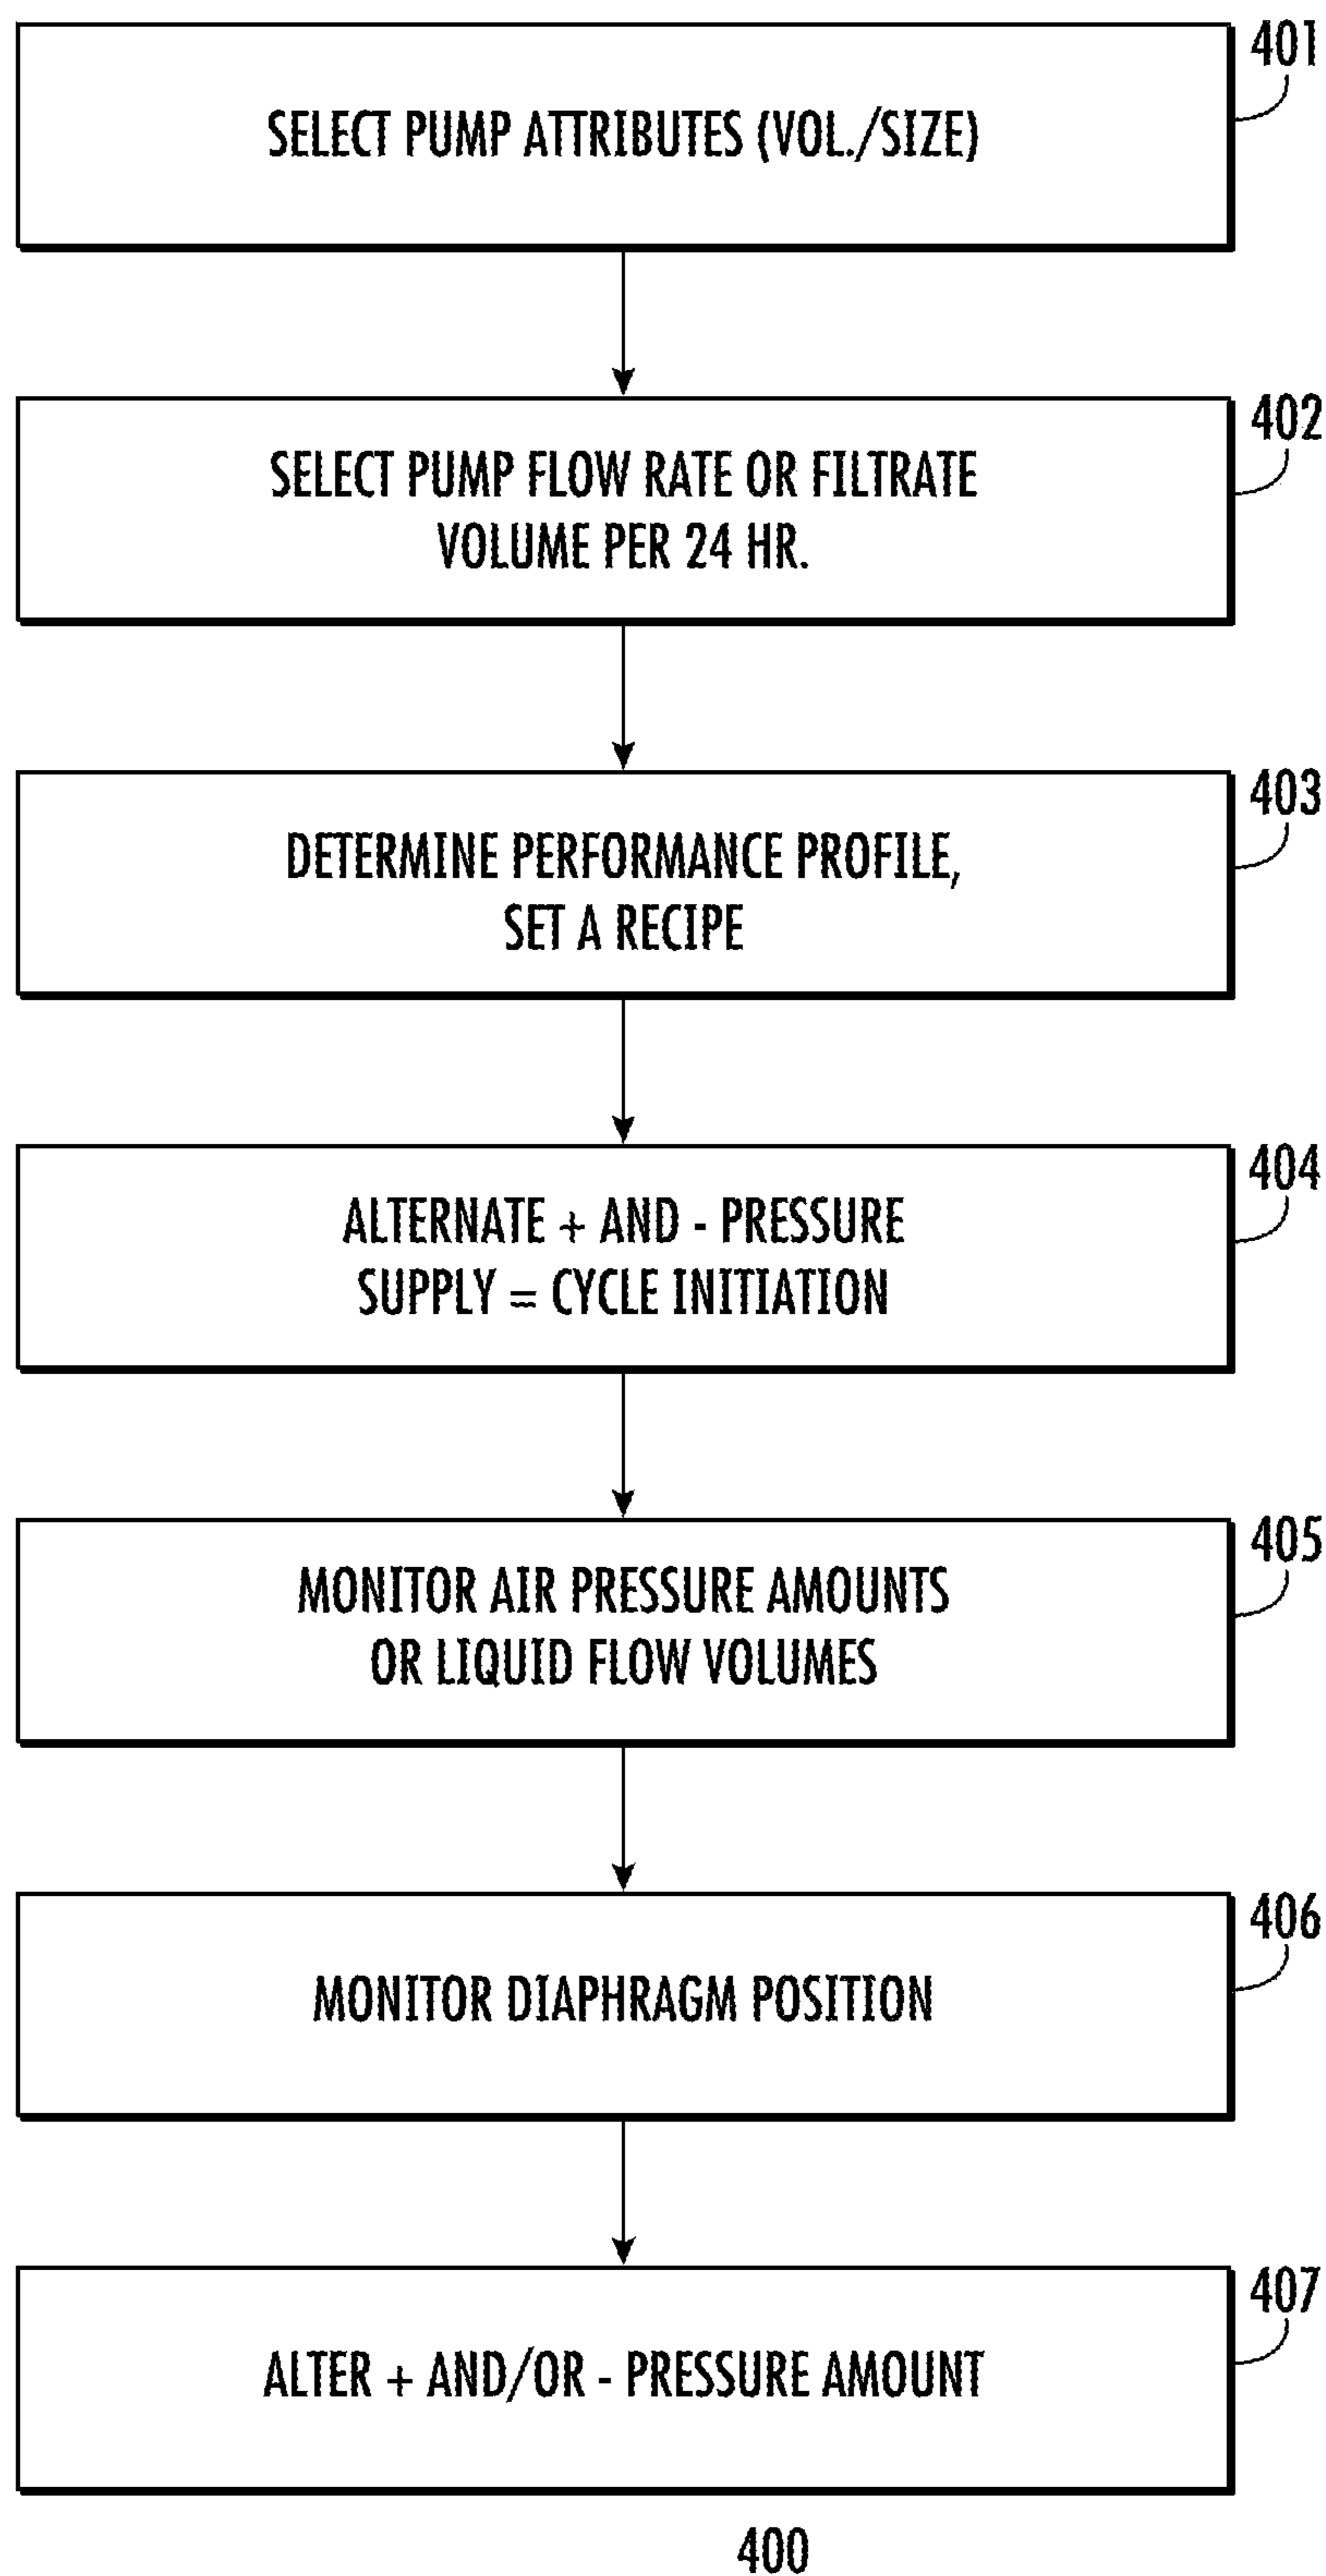 401
SELECT PUMP ATTRIBUTES (VOL./SIZE)
402
SELECT PUMP FLOW RATE OR FILTRATE
VOLUME PER 24 HR.
403
DETERMINE PERFORMANCE PROFILE,
SET A RECIPE
404
ALTERNATE + AND - PRESSURE
SUPPLY = CYCLE INITIATION
405
MONITOR AIR PRESSURE AMOUNTS
OR LIQUID FLOW VOLUMES
406
MONITOR DIAPHRAGM POSITION
407
ALTER + AND/OR - PRESSURE AMOUNT
400